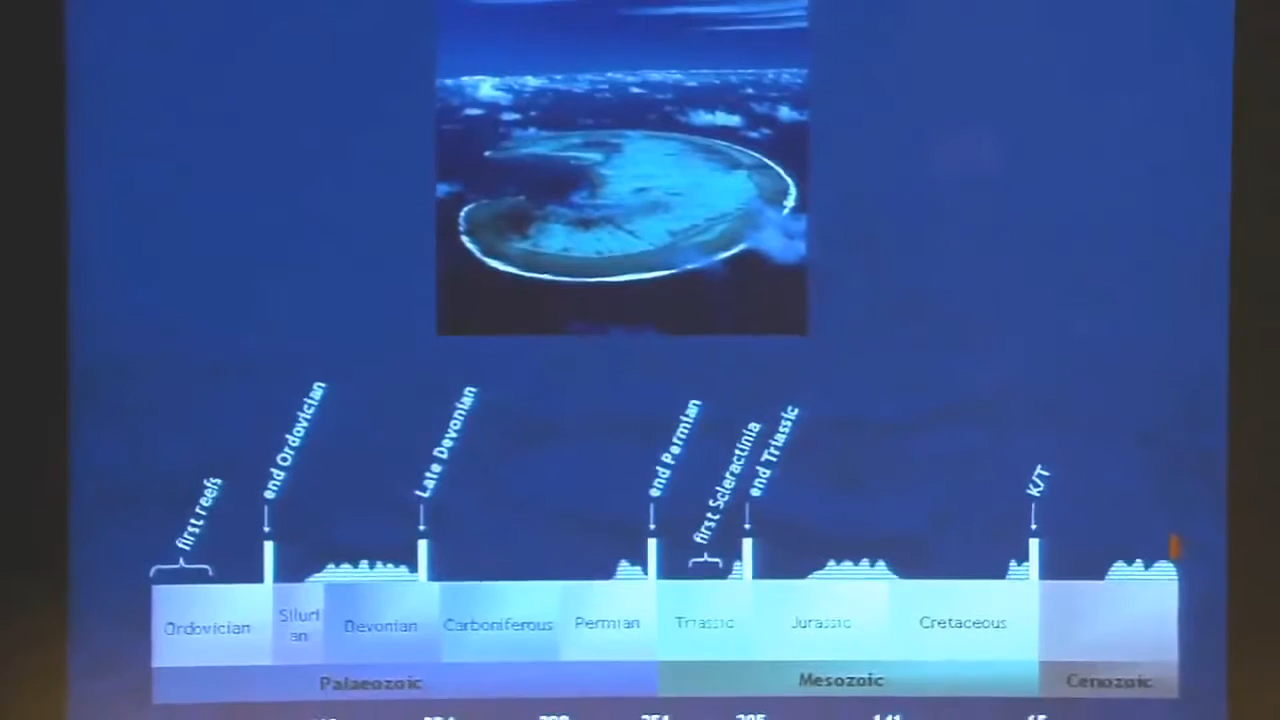 first reefs
end Ordovician
Late Devonian
end Permian
first Scleractinia
end Triassic
K/T
Ordovician
Siluri
an
Devonian
Carboniferous
Permian
Triassic
Jurassic
Cretaceous
Palaeozoic
Mesozoic
Cenozoic